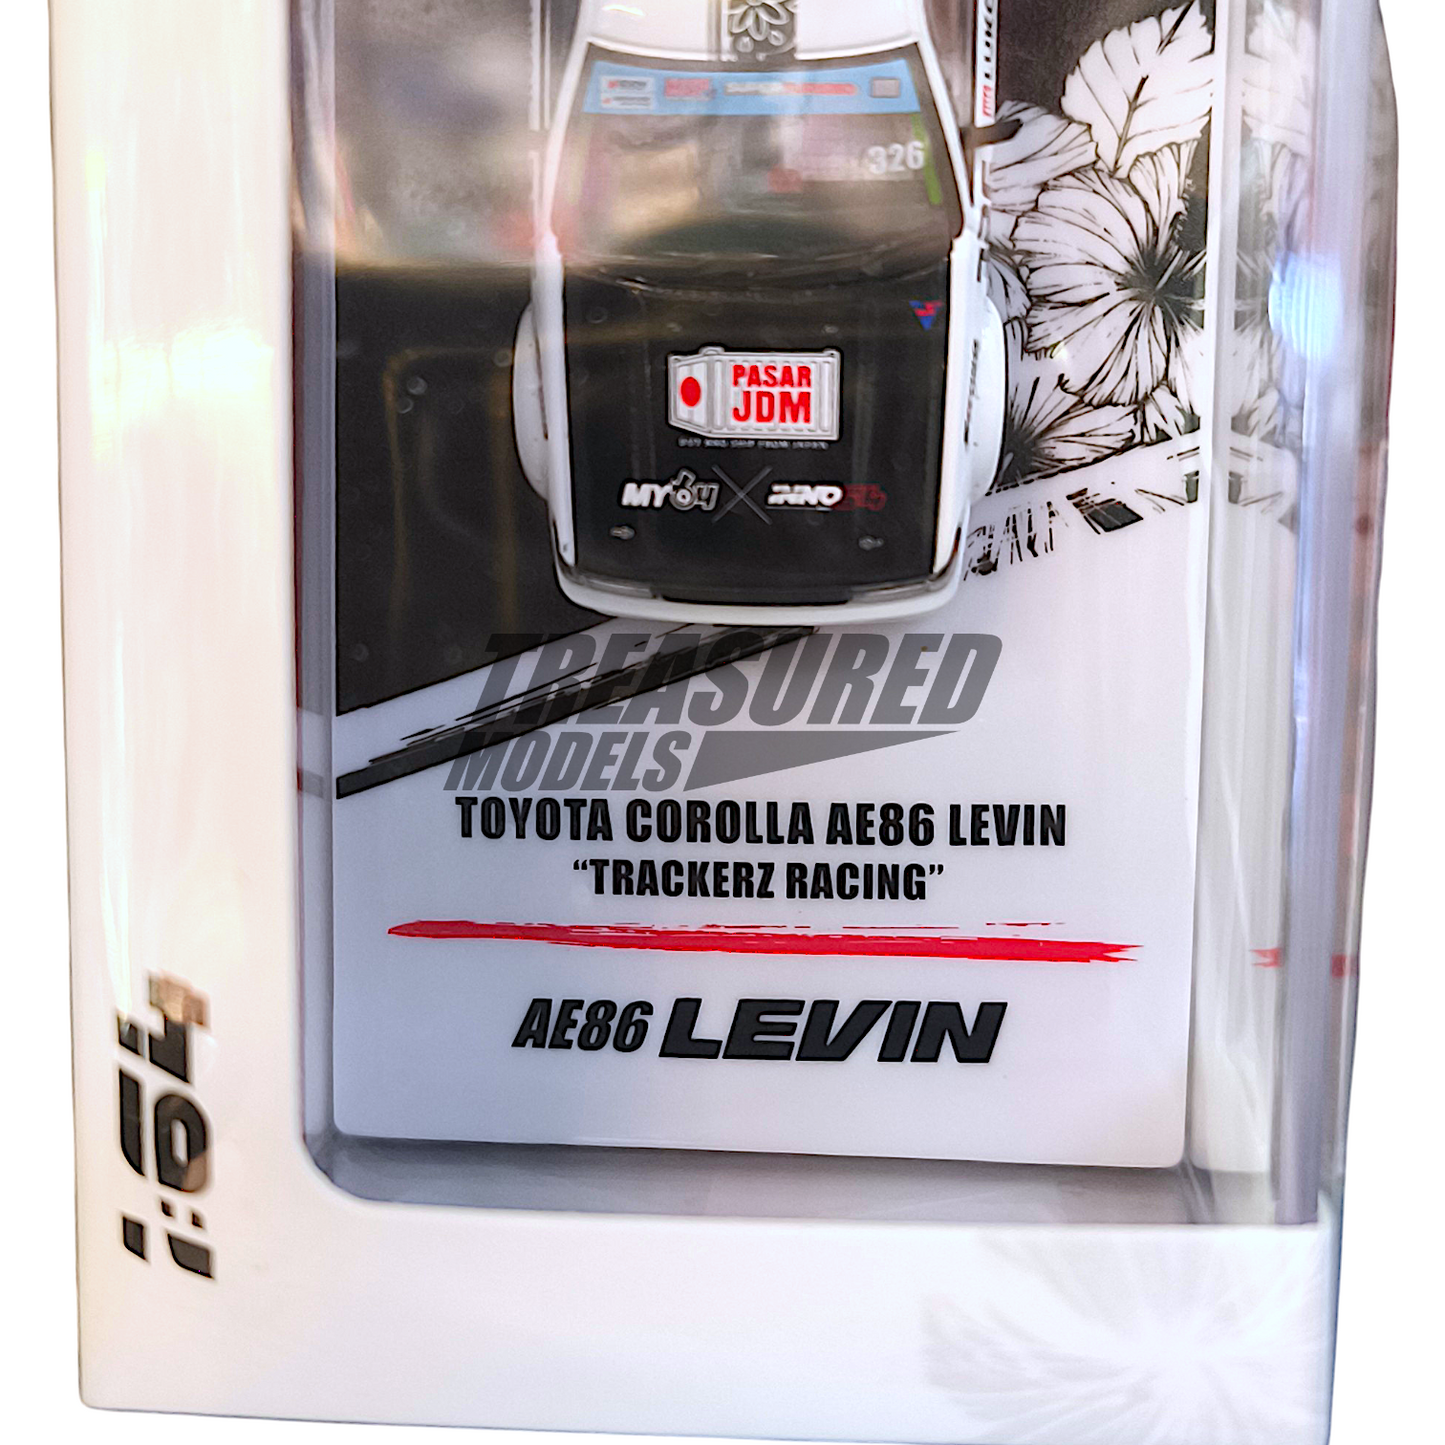 326
PASAR
JDM
MY64 X INNO64
TREASURED
MODELS
TOYOTA COROLLA AE86 LEVIN
“TRACKERZ RACING”
AE86 LEVIN
1:64